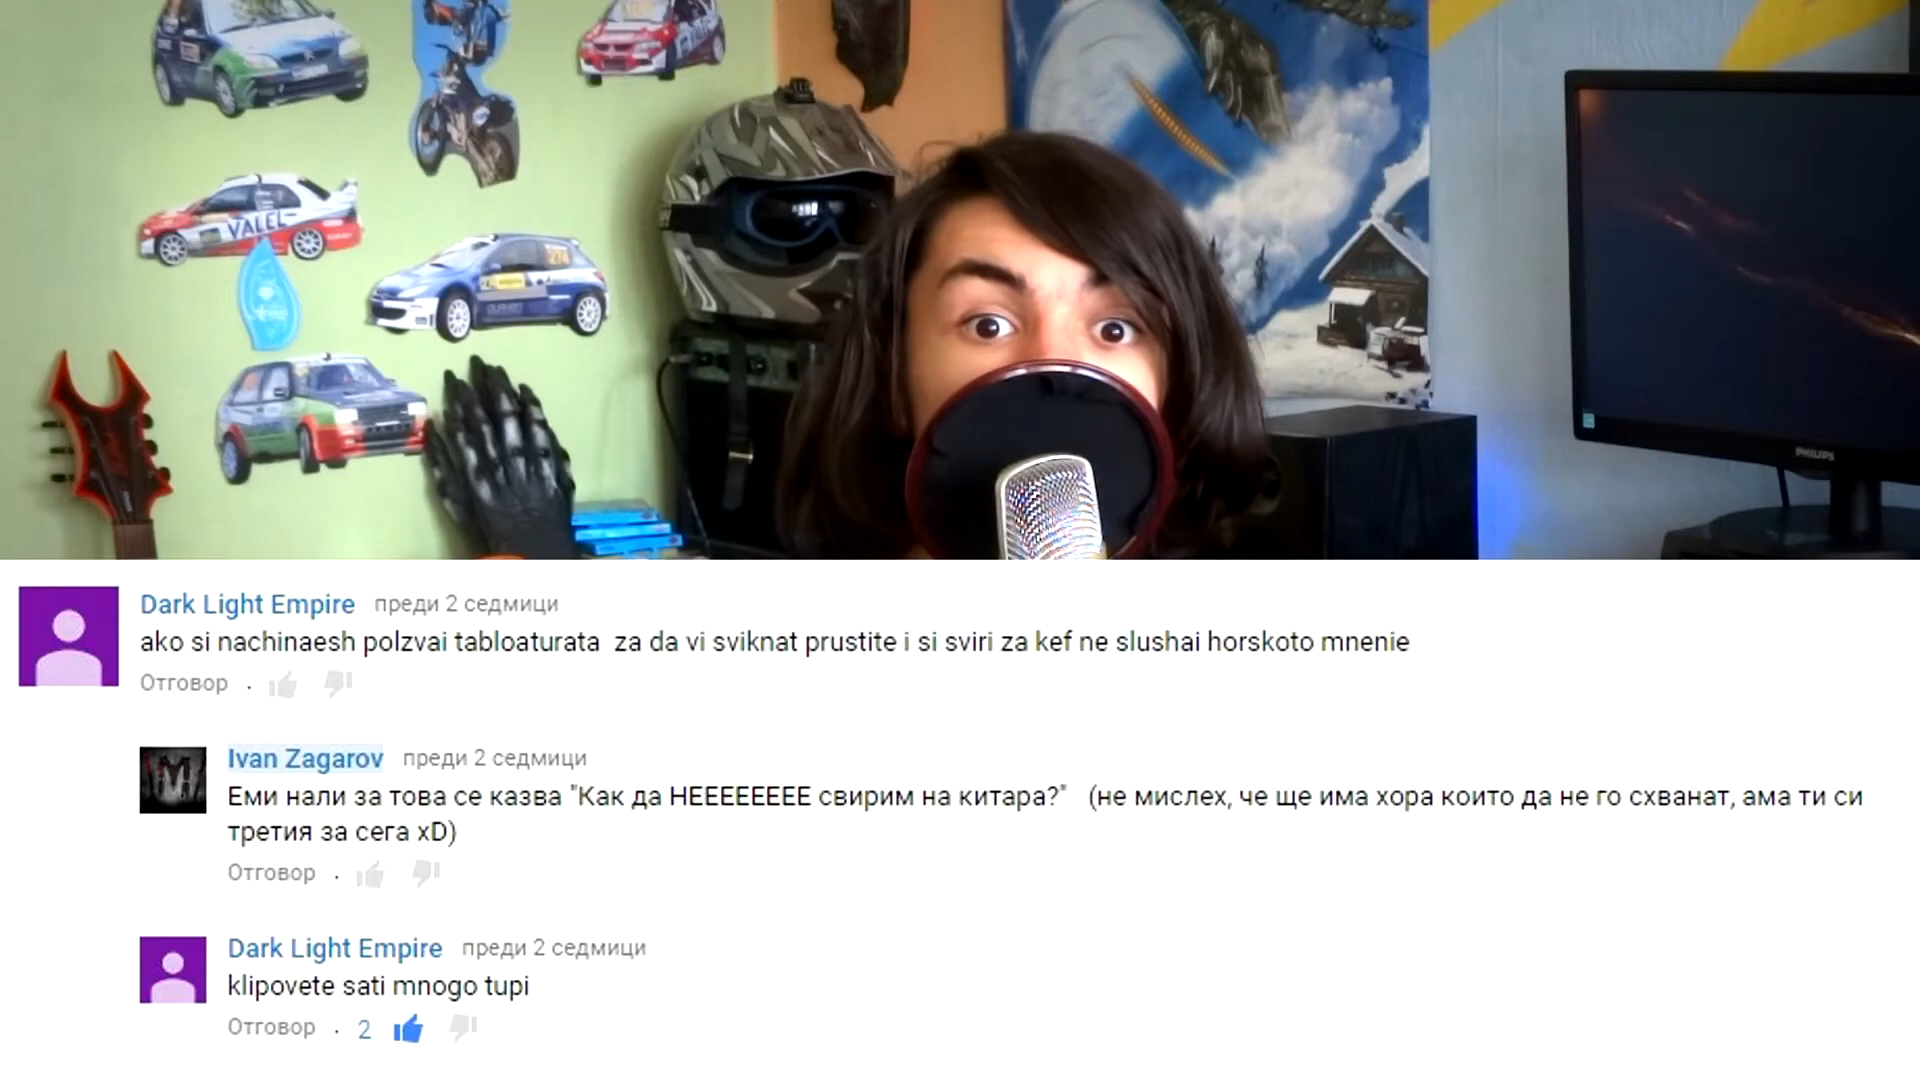 VALEL
274
PHILIPS
Dark Light Empire преди 2 седмици
ako si nachinaesh polzvai tabloaturata za da vi sviknat prustite i si sviri za kef ne slushai horskoto mnenie
Отговор ·
Ivan Zagarov преди 2 седмици
Еми нали за това се казва "Как да НЕЕЕЕЕЕЕЕ свирим на китара?" (не мислех, че ще има хора които да не го схванат, ама ти си
третия за сега xD)
Отговор ·
Dark Light Empire преди 2 седмици
klipovete sati mnogo tupi
Отговор · 2